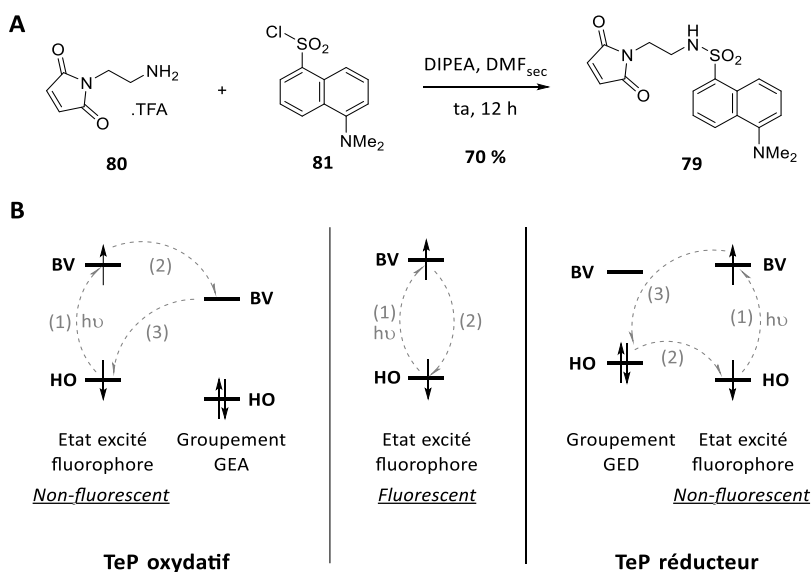 A
O
N
O
NH2
.TFA
80
+
Cl
SO2
NMe2
81
DIPEA, DMFsec
ta, 12 h
70 %
O
N
O
HN
SO2
NMe2
79
B
BV
(2)
BV
(1)
hυ
(3)
HO
HO
Etat excité
fluorophore
Non-fluorescent
Groupement
GEA
TeP oxydatif
BV
(1)
hυ
(2)
HO
Etat excité
fluorophore
Fluorescent
BV
BV
(3)
(1)
hυ
HO
(2)
HO
Groupement
GED
Etat excité
fluorophore
Non-fluorescent
TeP réducteur